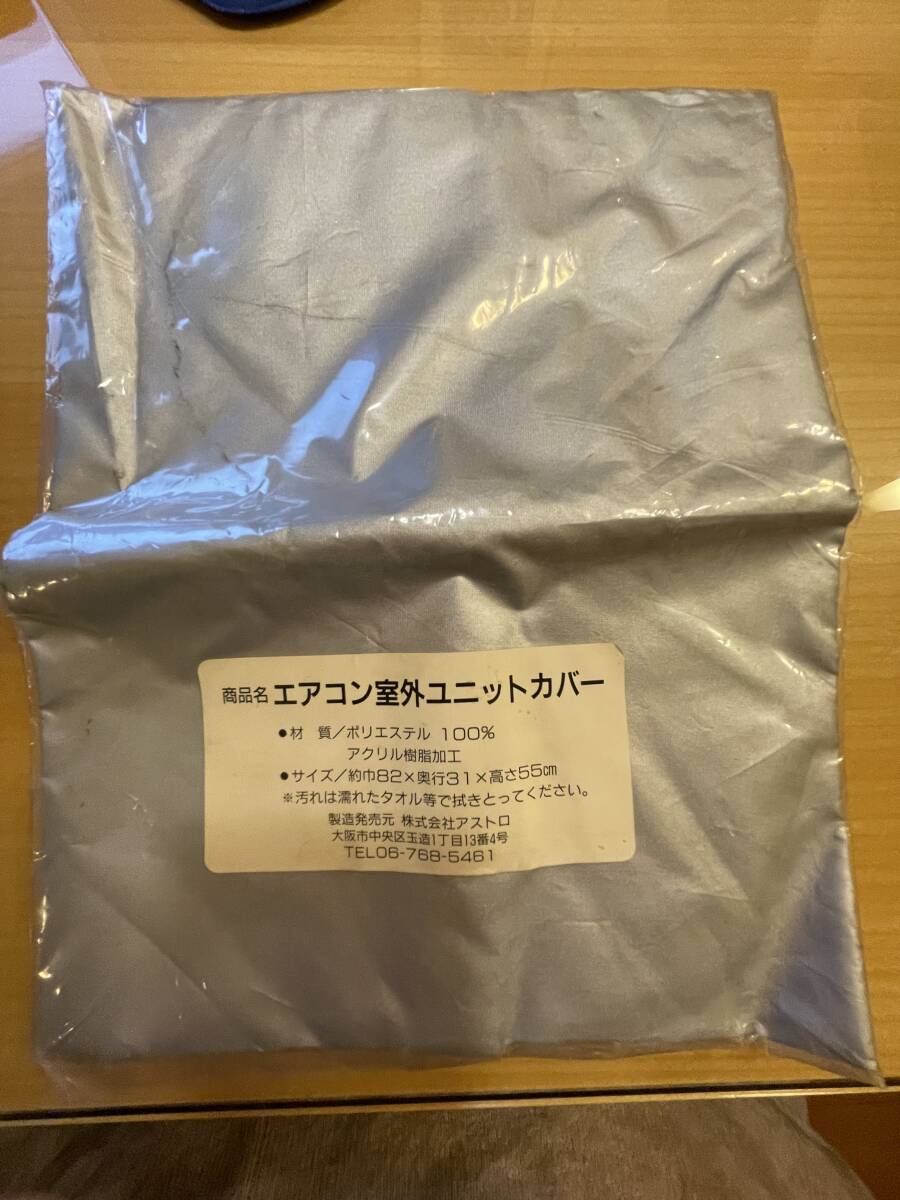 商品名 エアコン室外ユニットカバー
●材　質／ポリエステル 100%
アクリル樹脂加工
●サイズ／約巾82×奥行31×高さ55㎝
※汚れは濡れたタオル等で拭きとってください。
製造発売元 株式会社アストロ
大阪市中央区玉造1丁目13番4号
TEL06-768-5461